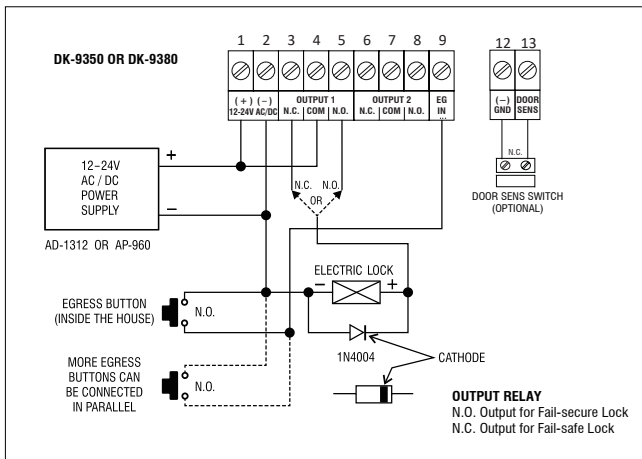 DK-9350 OR DK-9380
1 2 3 4 5 6 7 8 9
12 13
(+) (−) OUTPUT 1 OUTPUT 2 EG
12-24V AC/DC N.C. COM N.O. N.C. COM N.O. IN
(−) DOOR
GND SENS
N.C.
DOOR SENS SWITCH
(OPTIONAL)
12–24V
AC / DC
POWER
SUPPLY
+
−
AD-1312 OR AP-960
N.C. N.O.
OR
EGRESS BUTTON
(INSIDE THE HOUSE)
N.O.
− ELECTRIC LOCK +
1N4004
CATHODE
MORE EGRESS
BUTTONS CAN
BE CONNECTED
IN PARALLEL
N.O.
OUTPUT RELAY
N.O. Output for Fail-secure Lock
N.C. Output for Fail-safe Lock